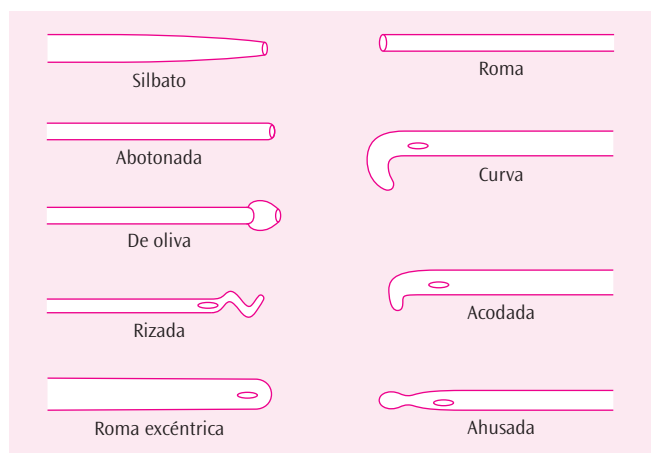 Silbato
Roma
Abotonada
Curva
De oliva
Rizada
Acodada
Roma excéntrica
Ahusada